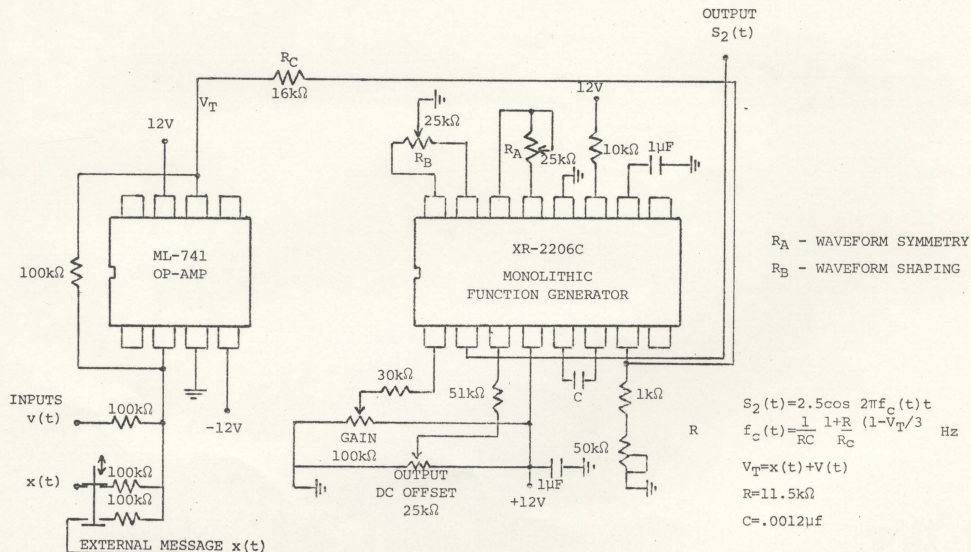 OUTPUT
S2(t)
RC
16kΩ
VT
12V
12V
25kΩ
RB
RA
25kΩ
10kΩ
1µF
ML-741
OP-AMP
100kΩ
XR-2206C
MONOLITHIC
FUNCTION GENERATOR
RA - WAVEFORM SYMMETRY
RB - WAVEFORM SHAPING
30kΩ
51kΩ
C
1kΩ
INPUTS
v(t)
100kΩ
-12V
GAIN
100kΩ
OUTPUT
DC OFFSET
25kΩ
1µF
+12V
50kΩ
R
x(t)
100kΩ
100kΩ
EXTERNAL MESSAGE x(t)
S2(t)=2.5cos 2πfc(t)t
fc(t)=1/RC 1+R/RC (1-VT/3 Hz
VT=x(t)+V(t)
R=11.5kΩ
C=.0012µf